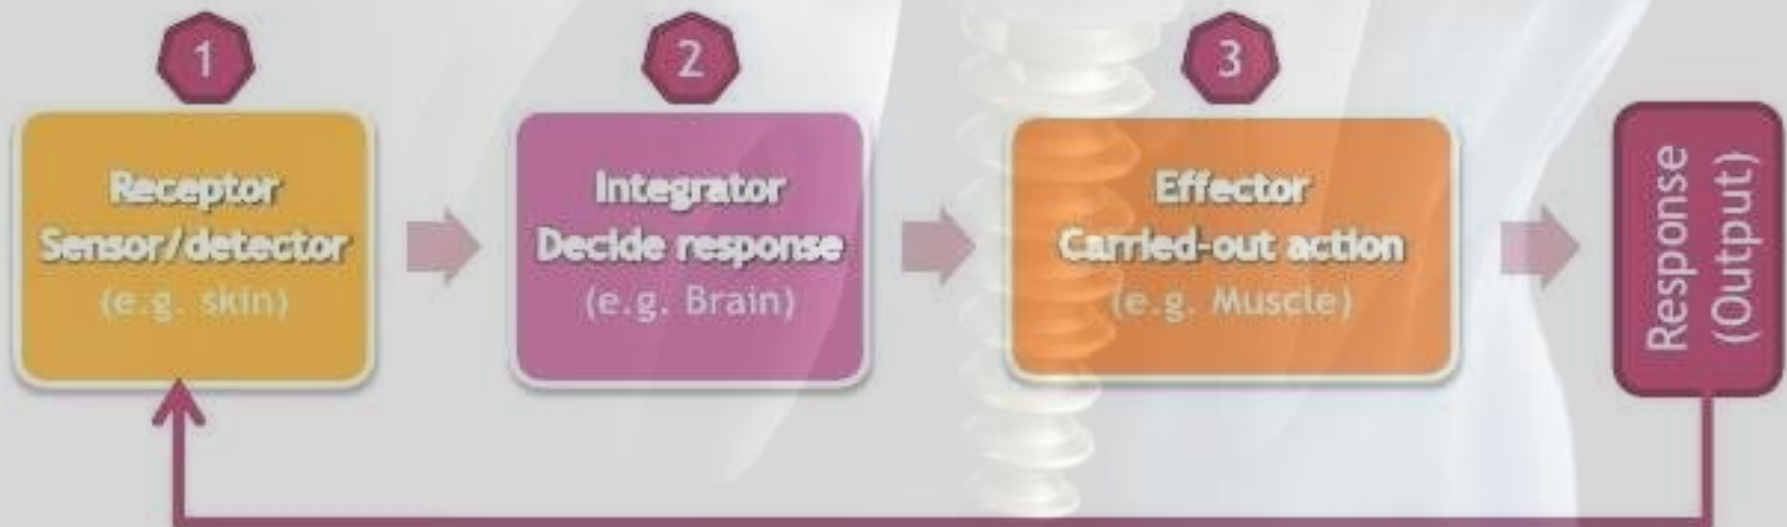 1
Receptor
Sensor/detector
(e.g. skin)
2
Integrator
Decide response
(e.g. Brain)
3
Effector
Carried-out action
(e.g. Muscle)
Response
(Output)